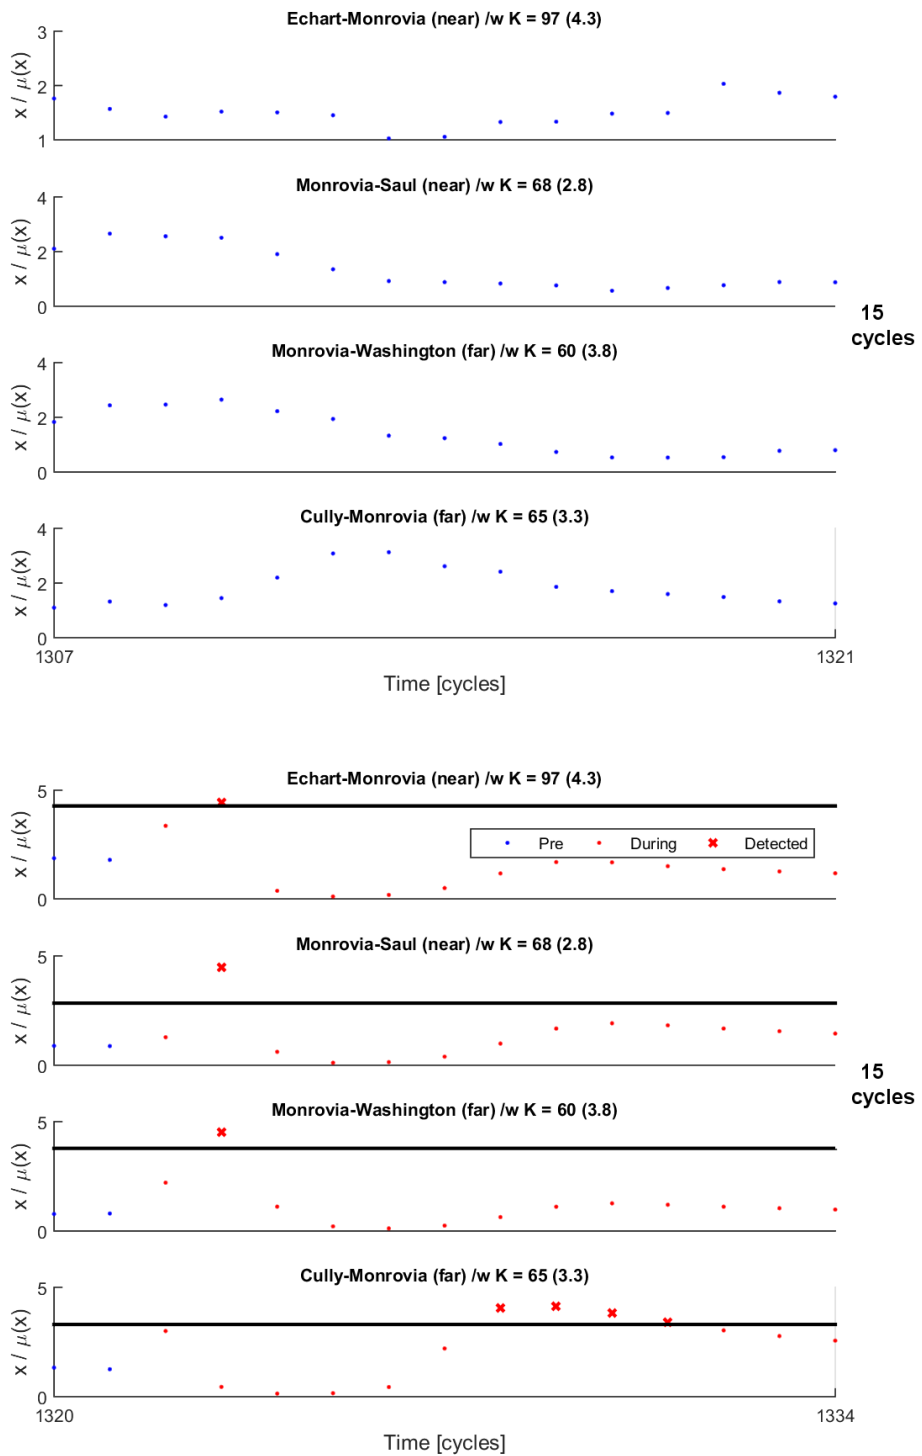 Echart-Monrovia (near) /w K = 97 (4.3)
3
2
1
x / μ(x)
Monrovia-Saul (near) /w K = 68 (2.8)
4
2
0
x / μ(x)
15
cycles
Monrovia-Washington (far) /w K = 60 (3.8)
4
2
0
x / μ(x)
Cully-Monrovia (far) /w K = 65 (3.3)
4
2
0
x / μ(x)
1307
1321
Time [cycles]
Echart-Monrovia (near) /w K = 97 (4.3)
5
0
x / μ(x)
Pre During Detected
Monrovia-Saul (near) /w K = 68 (2.8)
5
0
x / μ(x)
15
cycles
Monrovia-Washington (far) /w K = 60 (3.8)
5
0
x / μ(x)
Cully-Monrovia (far) /w K = 65 (3.3)
5
0
x / μ(x)
1320
1334
Time [cycles]